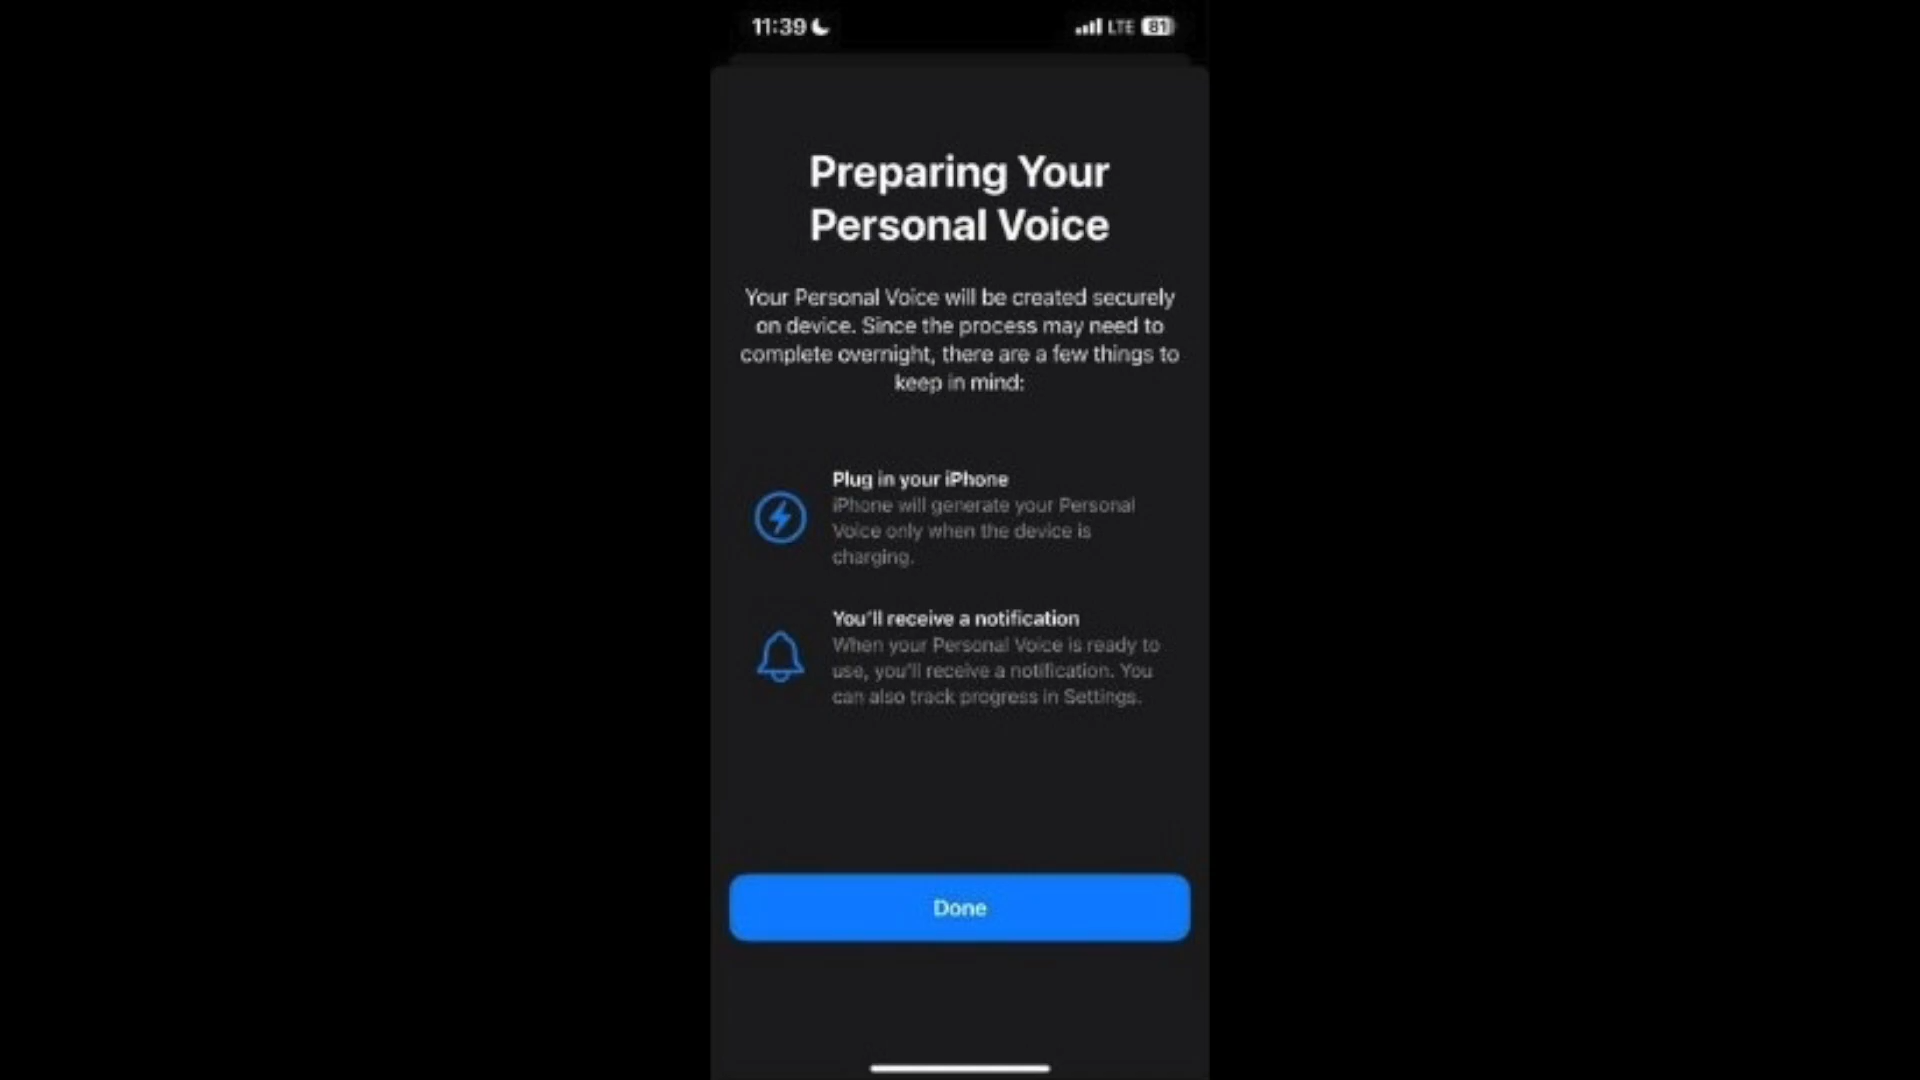 11:39 LTE 81
Preparing Your
Personal Voice
Your Personal Voice will be created securely
on device. Since the process may need to
complete overnight, there are a few things to
keep in mind:
Plug in your iPhone
iPhone will generate your Personal
Voice only when the device is
charging.
You'll receive a notification
When your Personal Voice is ready to
use, you'll receive a notification. You
can also track progress in Settings.
Done